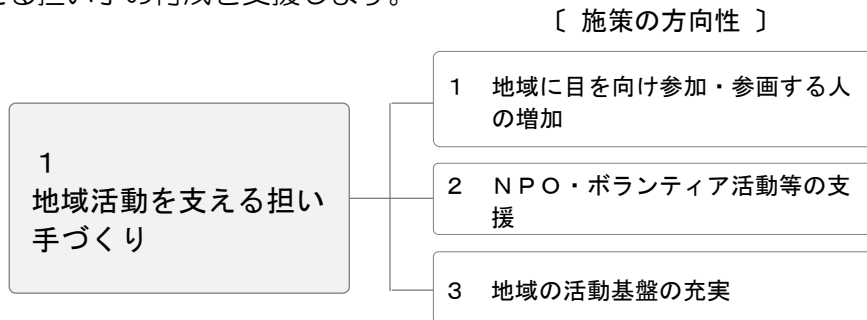 る担い手の育成を支援します。
〔 施策の方向性 〕
1
地域活動を支える担い
手づくり
1 地域に目を向け参加・参画する人
の増加
2 ＮＰＯ・ボランティア活動等の支
援
3 地域の活動基盤の充実